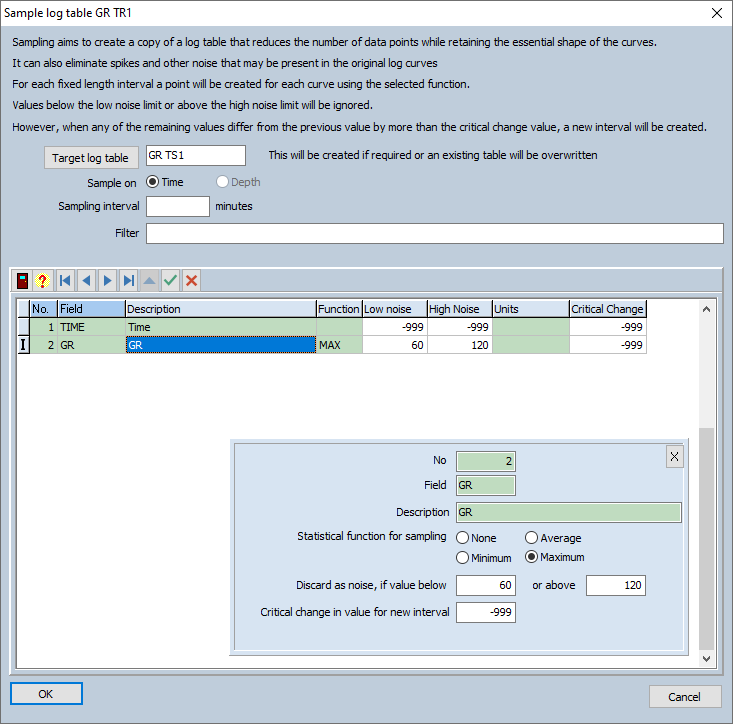 Sample log table GR TR1
Sampling aims to create a copy of a log table that reduces the number of data points while retaining the essential shape of the curves.
It can also eliminate spikes and other noise that may be present in the original log curves
For each fixed length interval a point will be created for each curve using the selected function.
Values below the low noise limit or above the high noise limit will be ignored.
However, when any of the remaining values differ from the previous value by more than the critical change value, a new interval will be created.
Target log table GR TS1 This will be created if required or an existing table will be overwritten
Sample on Time Depth
Sampling interval minutes
Filter
?
No. Field Description Function Low noise High Noise Units Critical Change
1 TIME Time -999 -999 -999
2 GR GR MAX 60 120 -999
No 2
Field GR
Description GR
Statistical function for sampling None Average
Minimum Maximum
Discard as noise, if value below 60 or above 120
Critical change in value for new interval -999
OK Cancel